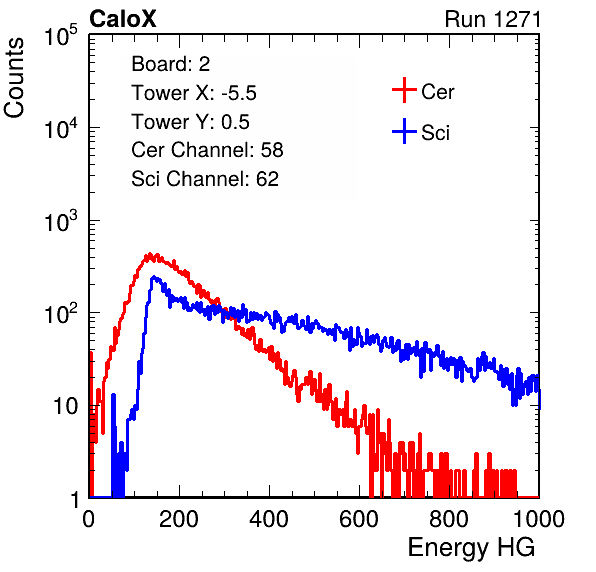 CaloX Run 1271
Counts
Board: 2
Tower X: -5.5
Tower Y: 0.5
Cer Channel: 58
Sci Channel: 62
Cer
Sci
10^5
10^4
10^3
10^2
10
1
0 200 400 600 800 1000
Energy HG